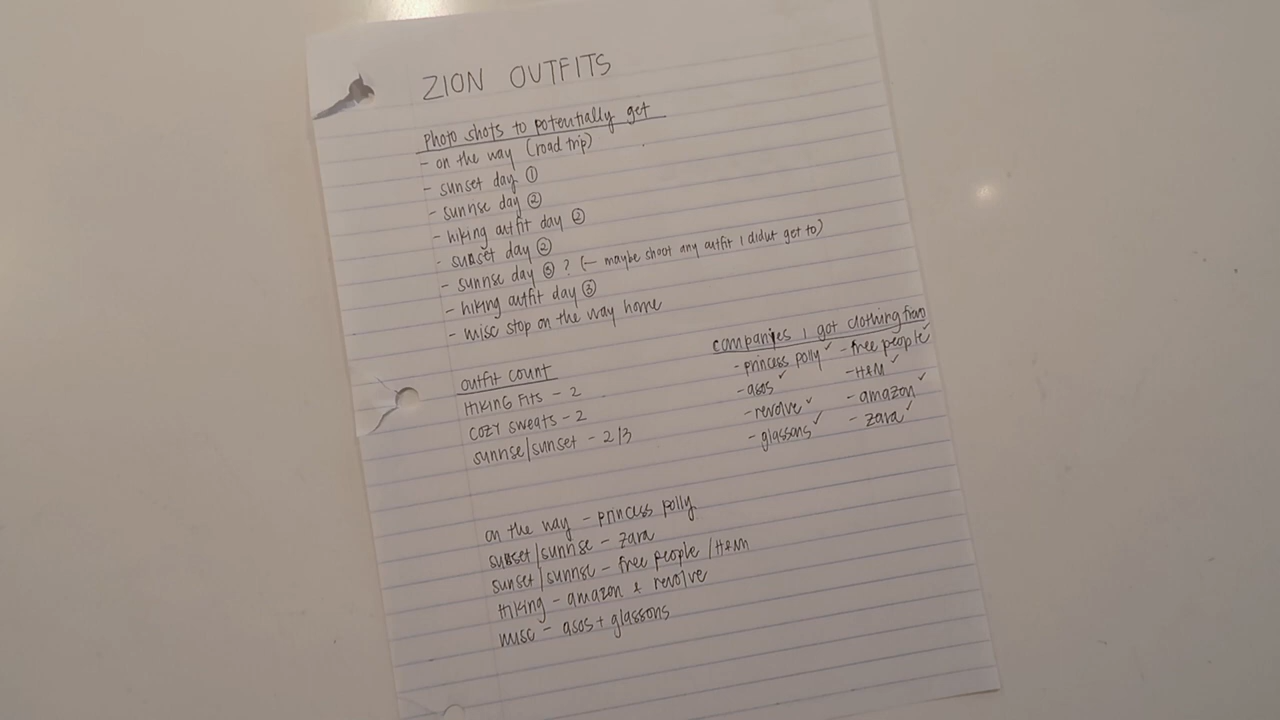 ZION OUTFITS
photo shots to potentially get
- on the way (road trip)
- sunset day ①
- sunrise day ②
- hiking outfit day ②
- sunset day ②
- sunrise day ③ ? (← maybe shoot any outfit i didnt get to)
- hiking outfit day ③
- misc stop on the way home
outfit count
HIKING FITS - 2
COZY SWEATS - 2
sunrise/sunset - 2/3
companies i got clothing from
- princess polly ✓ - free people ✓
- asos ✓ - H&M ✓
- revolve ✓ - amazon ✓
- glassons ✓ - zara ✓
on the way - princess polly
sunset/sunrise - zara
sunset/sunrise - free people / H&M
Hiking - amazon & revolve
misc - asos + glassons